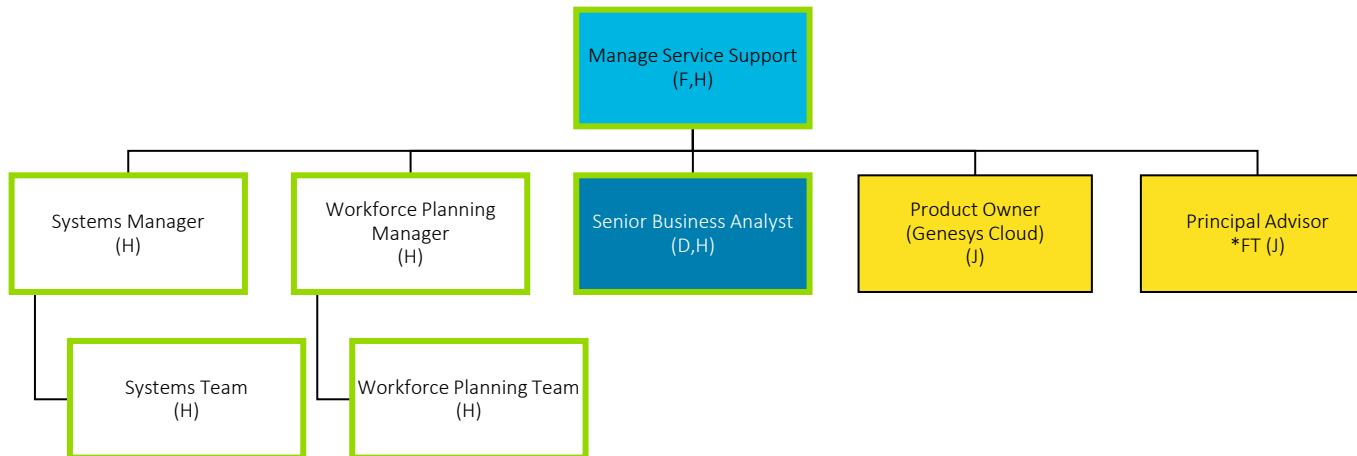 Manage Service Support
(F,H)
Systems Manager
(H)
Workforce Planning
Manager
(H)
Senior Business Analyst
(D,H)
Product Owner
(Genesys Cloud)
(J)
Principal Advisor
*FT (J)
Systems Team
(H)
Workforce Planning Team
(H)